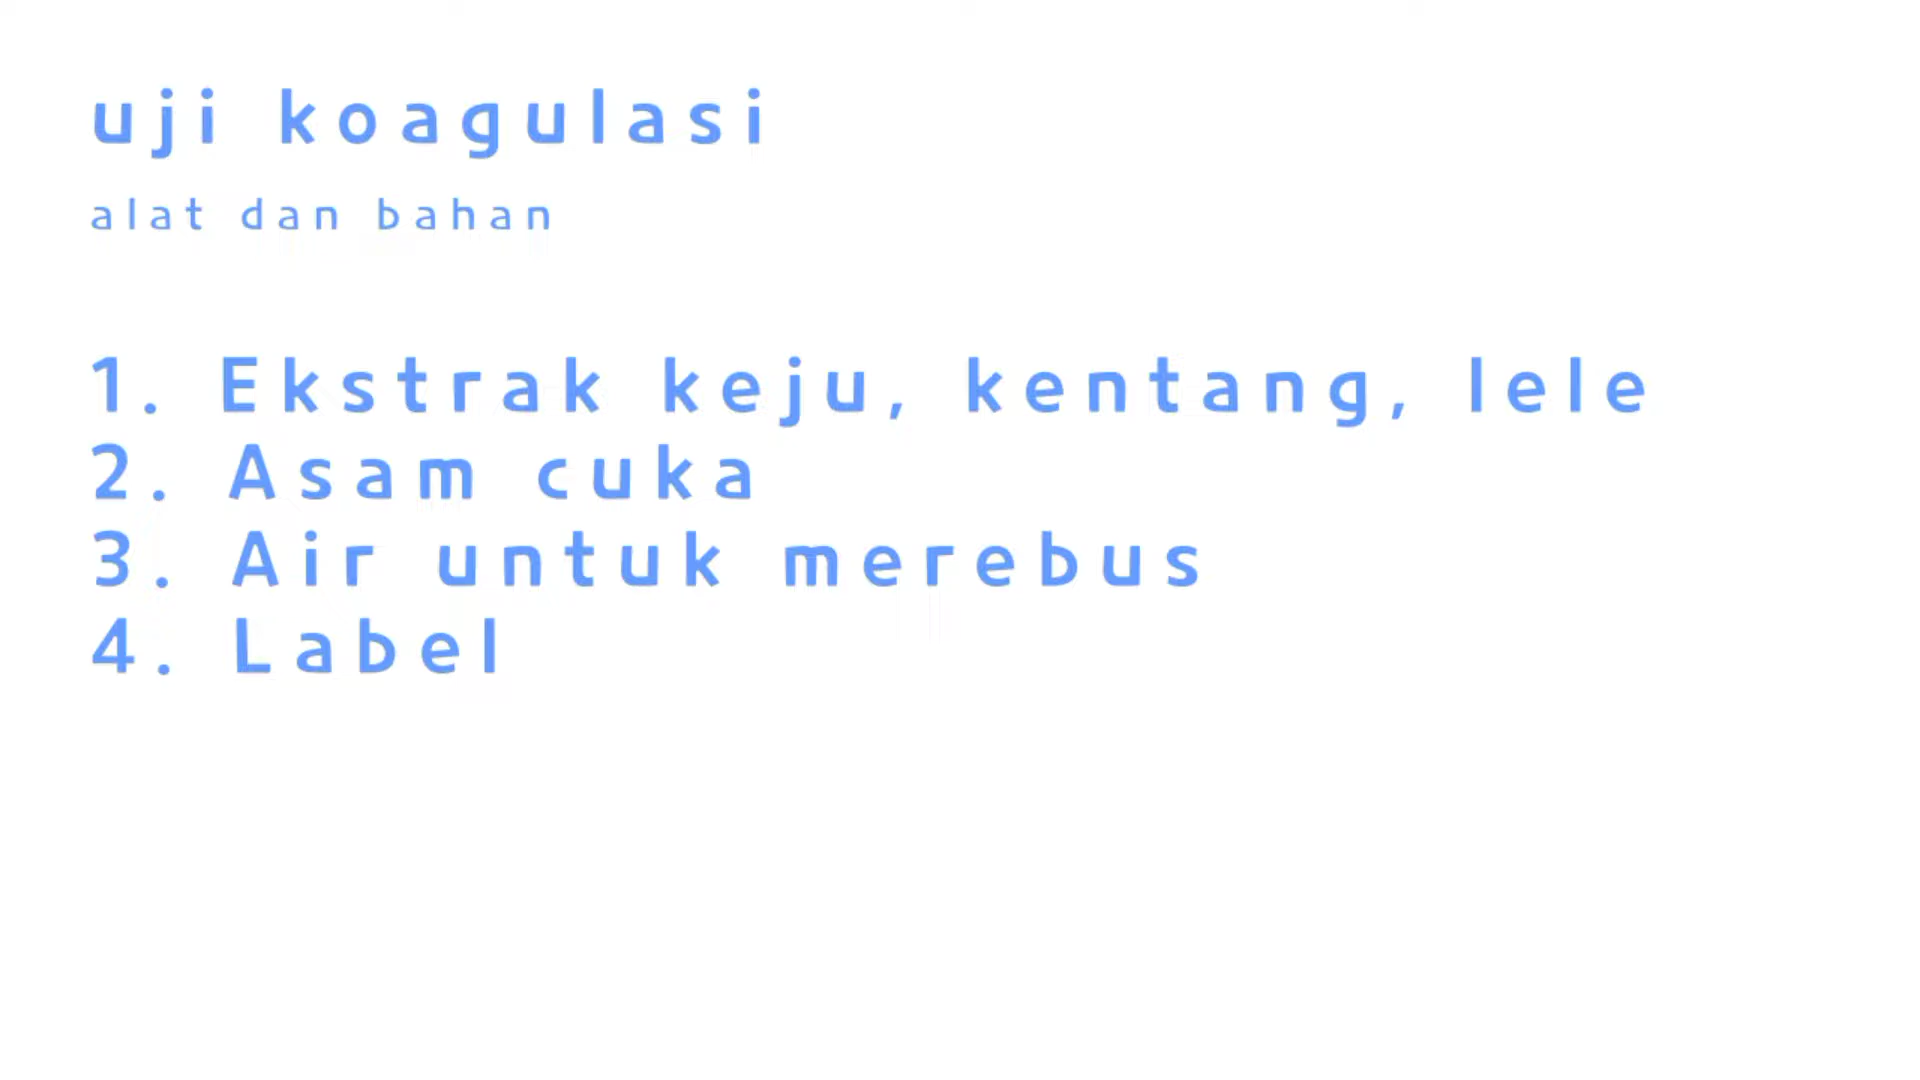 uji koagulasi
alat dan bahan
1. Ekstrak keju, kentang, lele
2. Asam cuka
3. Air untuk merebus
4. Label